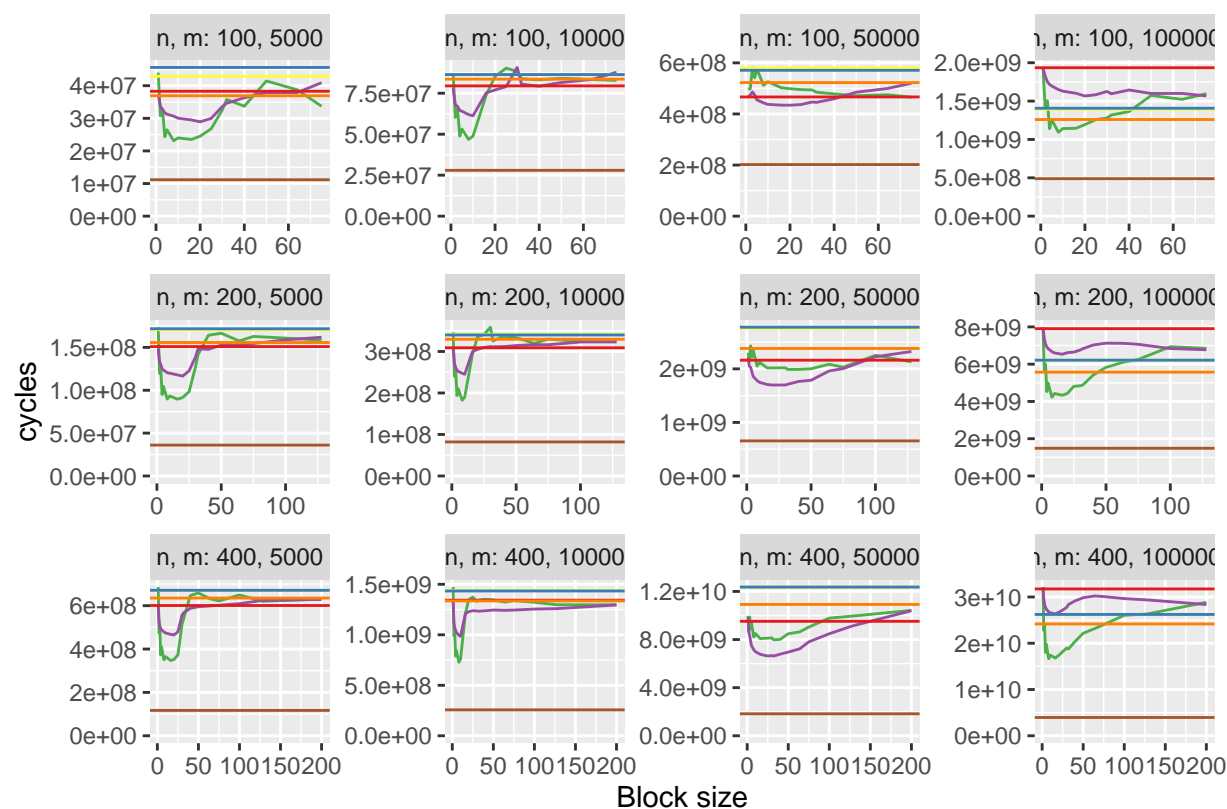 n, m: 100, 5000
n, m: 100, 10000
n, m: 100, 50000
n, m: 100, 100000
4e+07
3e+07
2e+07
1e+07
0e+00
7.5e+07
5.0e+07
2.5e+07
0.0e+00
6e+08
4e+08
2e+08
0e+00
2.0e+09
1.5e+09
1.0e+09
5.0e+08
0.0e+00
0 20 40 60
0 20 40 60
0 20 40 60
0 20 40 60
n, m: 200, 5000
n, m: 200, 10000
n, m: 200, 50000
n, m: 200, 100000
1.5e+08
1.0e+08
5.0e+07
0.0e+00
3e+08
2e+08
1e+08
0e+00
2e+09
1e+09
0e+00
8e+09
6e+09
4e+09
2e+09
0e+00
0 50 100
0 50 100
0 50 100
0 50 100
n, m: 400, 5000
n, m: 400, 10000
n, m: 400, 50000
n, m: 400, 100000
6e+08
4e+08
2e+08
0e+00
1.5e+09
1.0e+09
5.0e+08
0.0e+00
1.2e+10
9.0e+09
6.0e+09
3.0e+09
0.0e+00
3e+10
2e+10
1e+10
0e+00
0 50 100 150 200
0 50 100 150 200
0 50 100 150 200
0 50 100 150 200
cycles
Block size